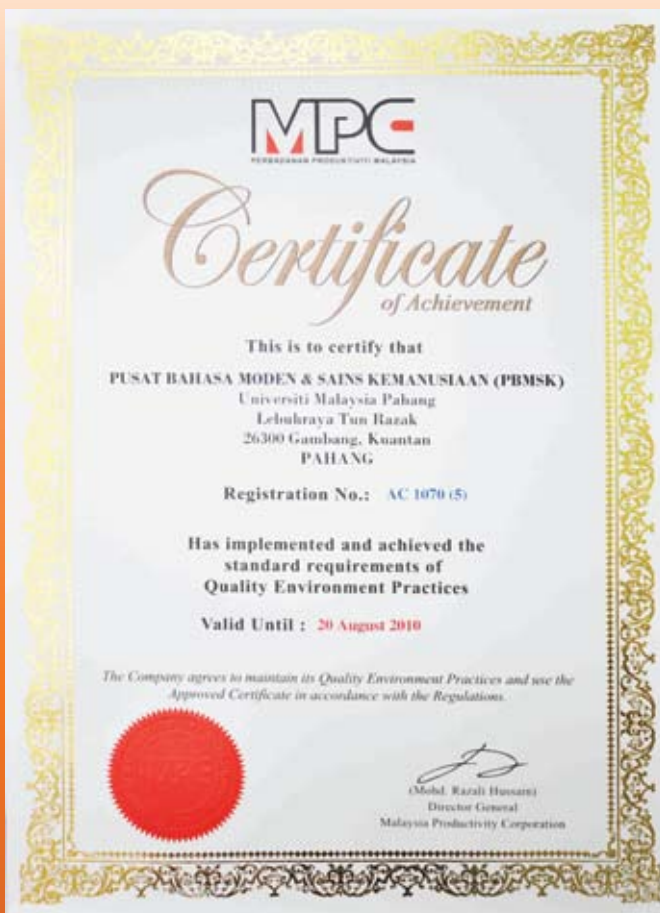 MPC
PERBADANAN PRODUKTIVITI MALAYSIA
Certificate
of Achievement
This is to certify that
PUSAT BAHASA MODEN & SAINS KEMANUSIAAN (PBMSK)
Universiti Malaysia Pahang
Lebuhraya Tun Razak
26300 Gambang, Kuantan
PAHANG
Registration No.: AC 1070 (5)
Has implemented and achieved the
standard requirements of
Quality Environment Practices
Valid Until : 20 August 2010
The Company agrees to maintain its Quality Environment Practices and use the
Approved Certificate in accordance with the Regulations.
MPC
(Mohd. Razali Hussain)
Director General
Malaysia Productivity Corporation